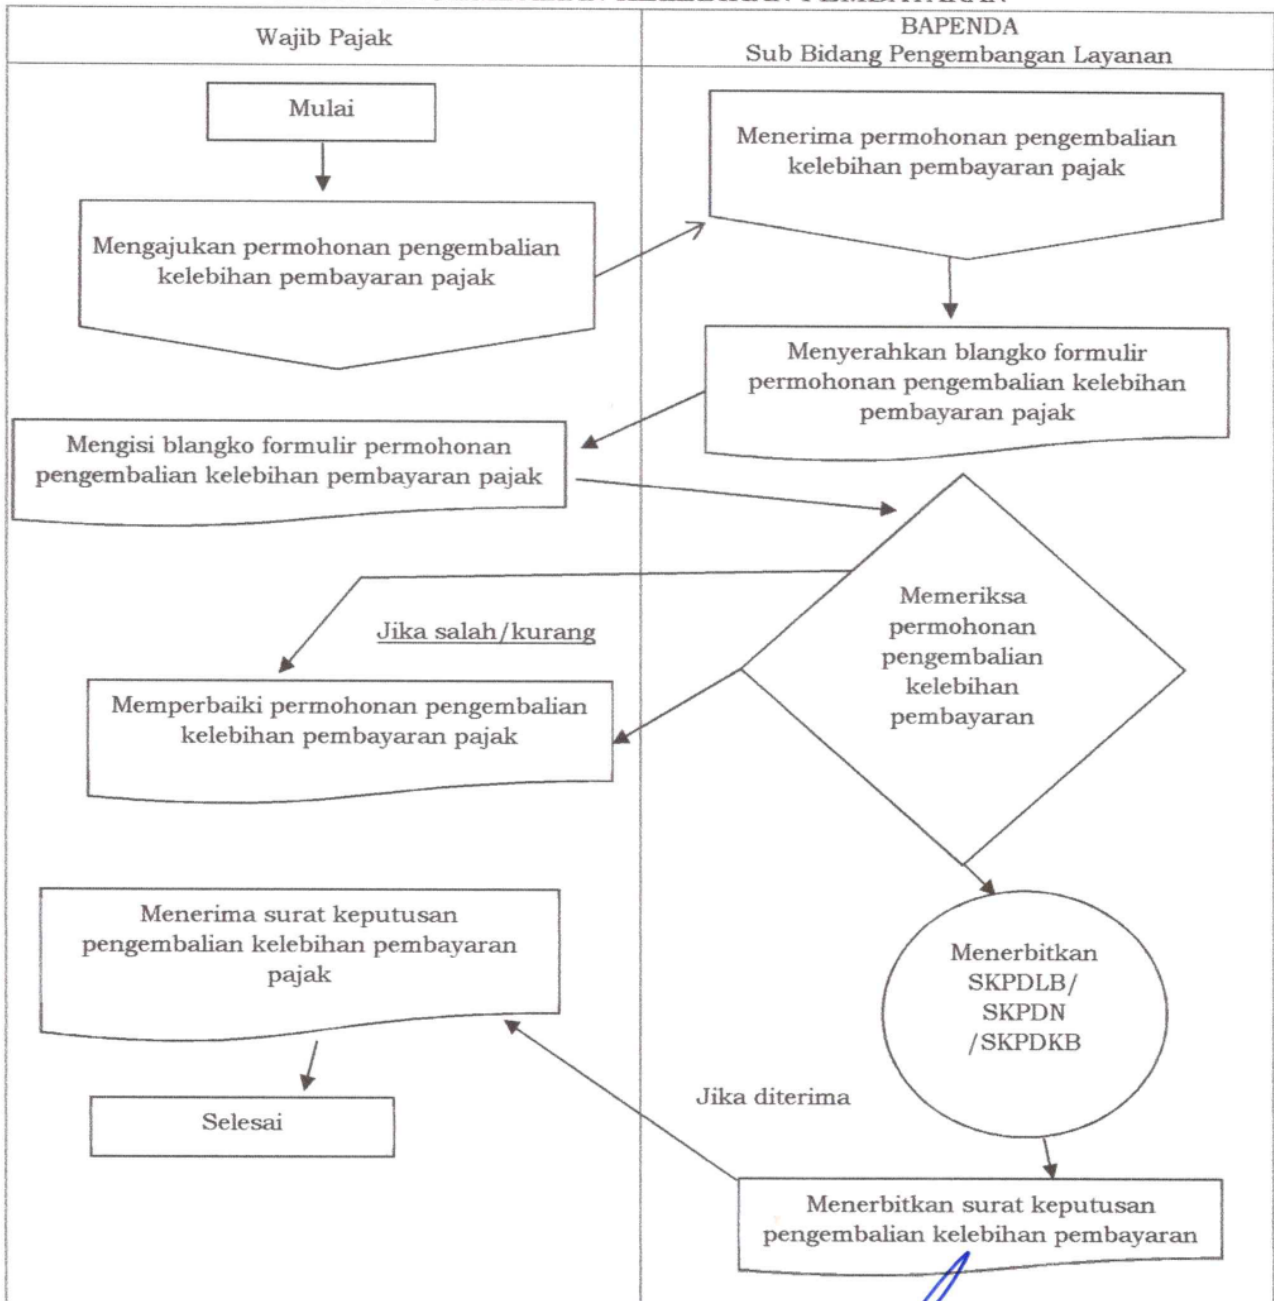 Wajib Pajak
BAPENDA
Sub Bidang Pengembangan Layanan
Mulai
Menerima permohonan pengembalian
kelebihan pembayaran pajak
Mengajukan permohonan pengembalian
kelebihan pembayaran pajak
Menyerahkan blangko formulir
permohonan pengembalian kelebihan
pembayaran pajak
Mengisi blangko formulir permohonan
pengembalian kelebihan pembayaran pajak
Memeriksa
permohonan
pengembalian
kelebihan
pembayaran
Jika salah/kurang
Memperbaiki permohonan pengembalian
kelebihan pembayaran pajak
Menerbitkan
SKPDLB/
SKPDN
/SKPDKB
Jika diterima
Menerbitkan surat keputusan
pengembalian kelebihan pembayaran
Menerima surat keputusan
pengembalian kelebihan pembayaran
pajak
Selesai